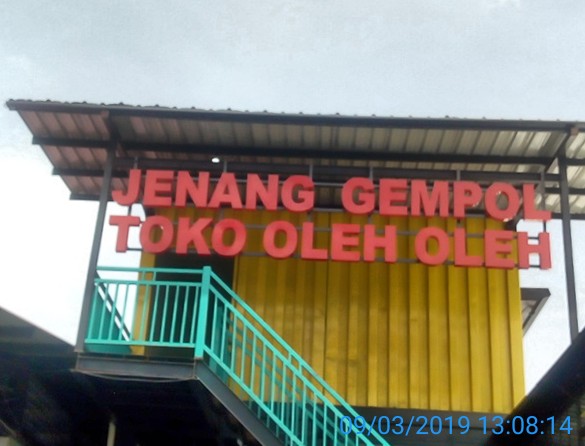 JENANG GEMPOL
TOKO OLEH OLEH
09/03/2019 13:08:14